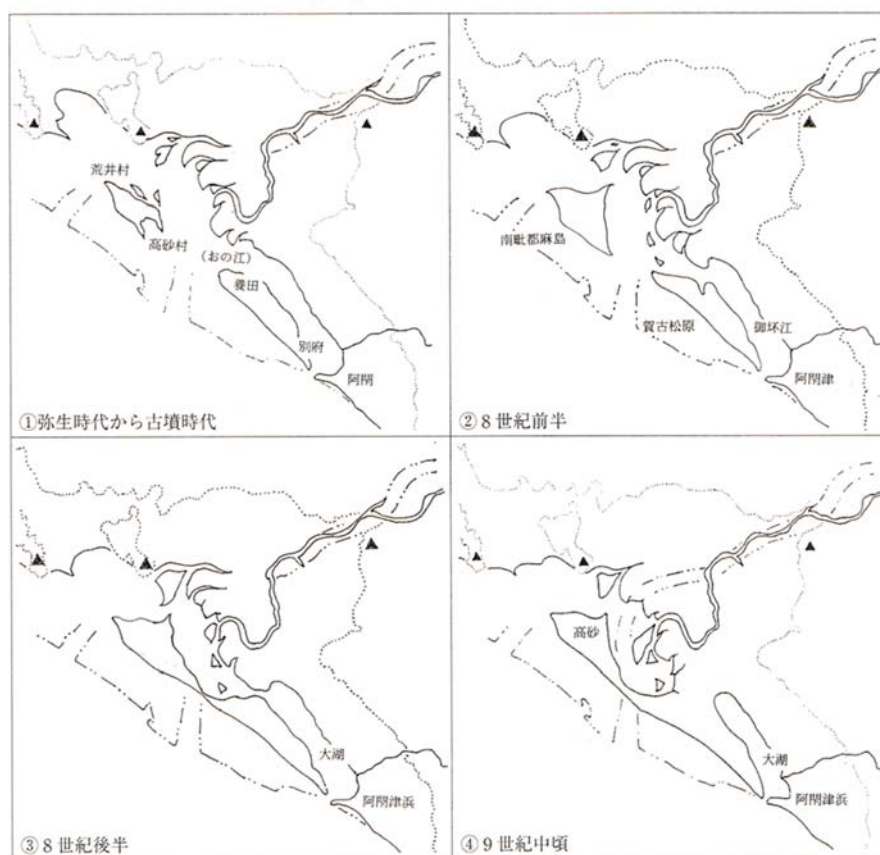 荒井村
高砂村
(おの江)
養田
別府
阿閇
①弥生時代から古墳時代
南毗都麻島
賀古松原
御坏江
阿閇津
②8世紀前半
大湖
阿閇津浜
③8世紀後半
高砂
大湖
阿閇津浜
④9世紀中頃